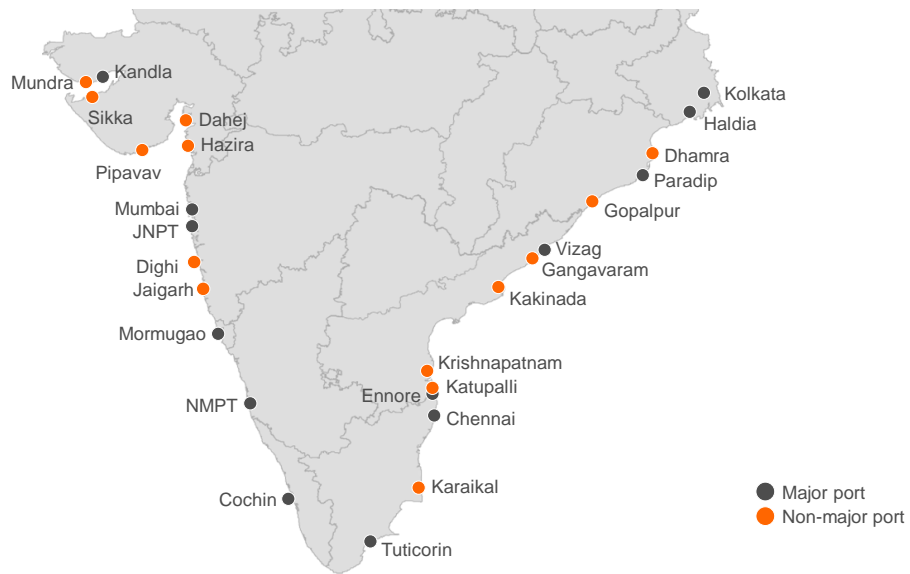 Kandla
Mundra
Sikka
Dahej
Hazira
Pipavav
Mumbai
JNPT
Dighi
Jaigarh
Mormugao
NMPT
Cochin
Kolkata
Haldia
Dhamra
Paradip
Gopalpur
Vizag
Gangavaram
Kakinada
Krishnapatnam
Katupalli
Ennore
Chennai
Karaikal
Tuticorin
Major port
Non-major port